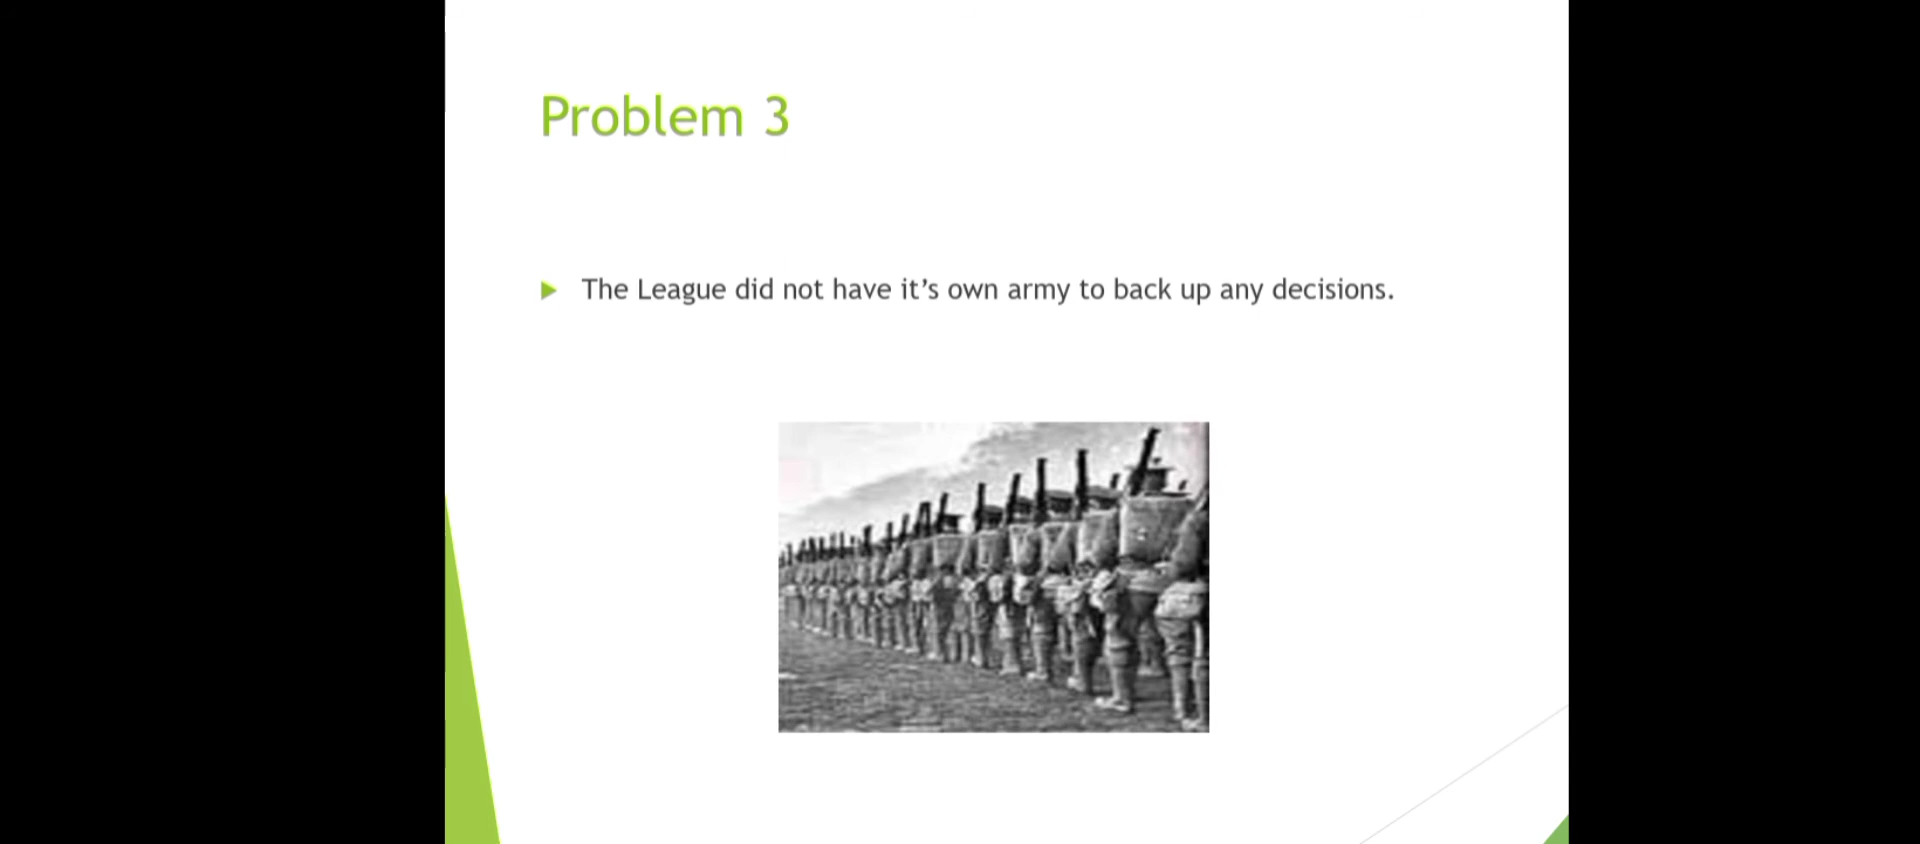 Problem 3
The League did not have it’s own army to back up any decisions.